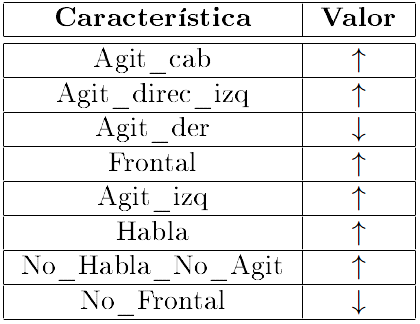 Característica Valor
Agit_cab ↑
Agit_direc_izq ↑
Agit_der ↓
Frontal ↑
Agit_izq ↑
Habla ↑
No_Habla_No_Agit ↑
No_Frontal ↓